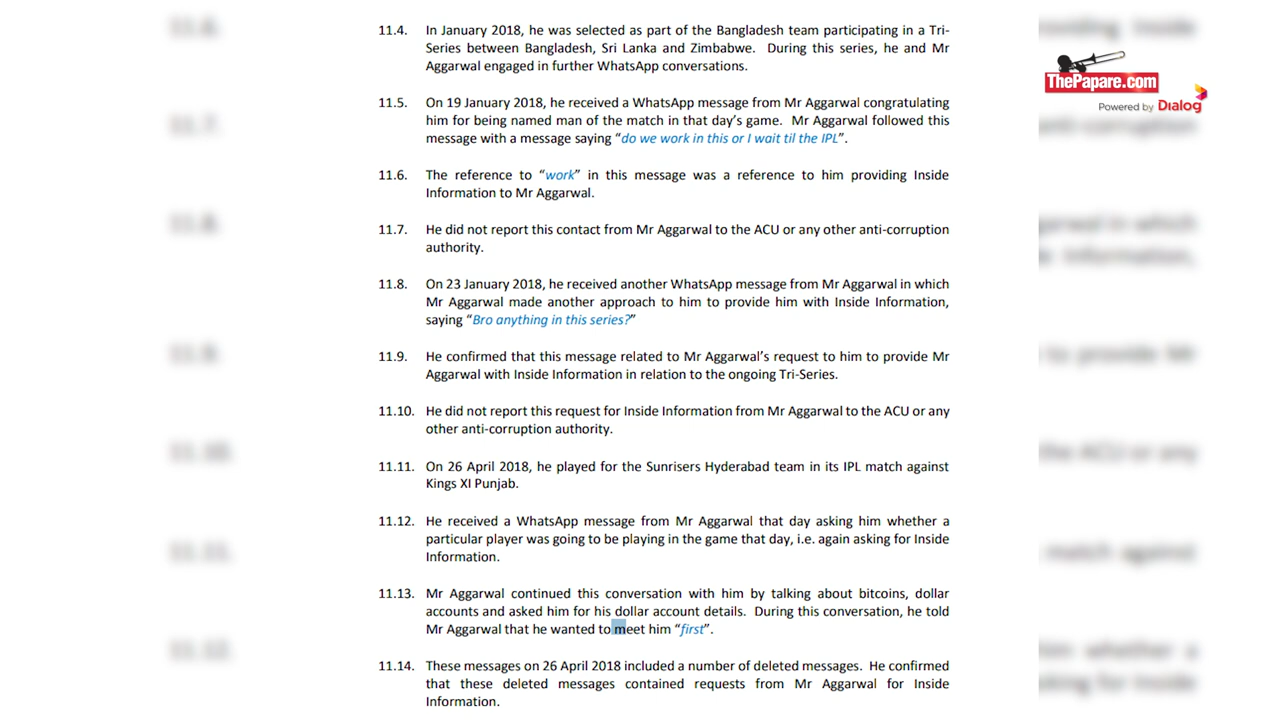 11.4. In January 2018, he was selected as part of the Bangladesh team participating in a Tri-
Series between Bangladesh, Sri Lanka and Zimbabwe. During this series, he and Mr
Aggarwal engaged in further WhatsApp conversations.
11.5. On 19 January 2018, he received a WhatsApp message from Mr Aggarwal congratulating
him for being named man of the match in that day's game. Mr Aggarwal followed this
message with a message saying “do we work in this or I wait til the IPL”.
11.6. The reference to “work” in this message was a reference to him providing Inside
Information to Mr Aggarwal.
11.7. He did not report this contact from Mr Aggarwal to the ACU or any other anti-corruption
authority.
11.8. On 23 January 2018, he received another WhatsApp message from Mr Aggarwal in which
Mr Aggarwal made another approach to him to provide him with Inside Information,
saying “Bro anything in this series?”
11.9. He confirmed that this message related to Mr Aggarwal's request to him to provide Mr
Aggarwal with Inside Information in relation to the ongoing Tri-Series.
11.10. He did not report this request for Inside Information from Mr Aggarwal to the ACU or any
other anti-corruption authority.
11.11. On 26 April 2018, he played for the Sunrisers Hyderabad team in its IPL match against
Kings XI Punjab.
11.12. He received a WhatsApp message from Mr Aggarwal that day asking him whether a
particular player was going to be playing in the game that day, i.e. again asking for Inside
Information.
11.13. Mr Aggarwal continued this conversation with him by talking about bitcoins, dollar
accounts and asked him for his dollar account details. During this conversation, he told
Mr Aggarwal that he wanted to meet him “first”.
11.14. These messages on 26 April 2018 included a number of deleted messages. He confirmed
that these deleted messages contained requests from Mr Aggarwal for Inside
Information.
ThePapare.com
Powered by Dialog